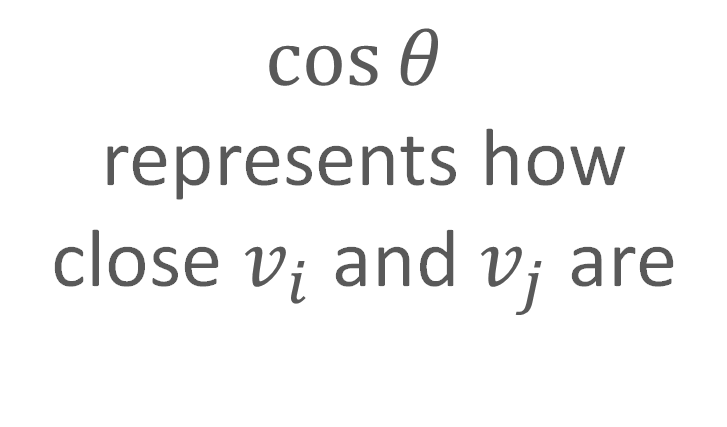 cos θ
represents how
close 𝑣ᵢ and 𝑣ⱼ are